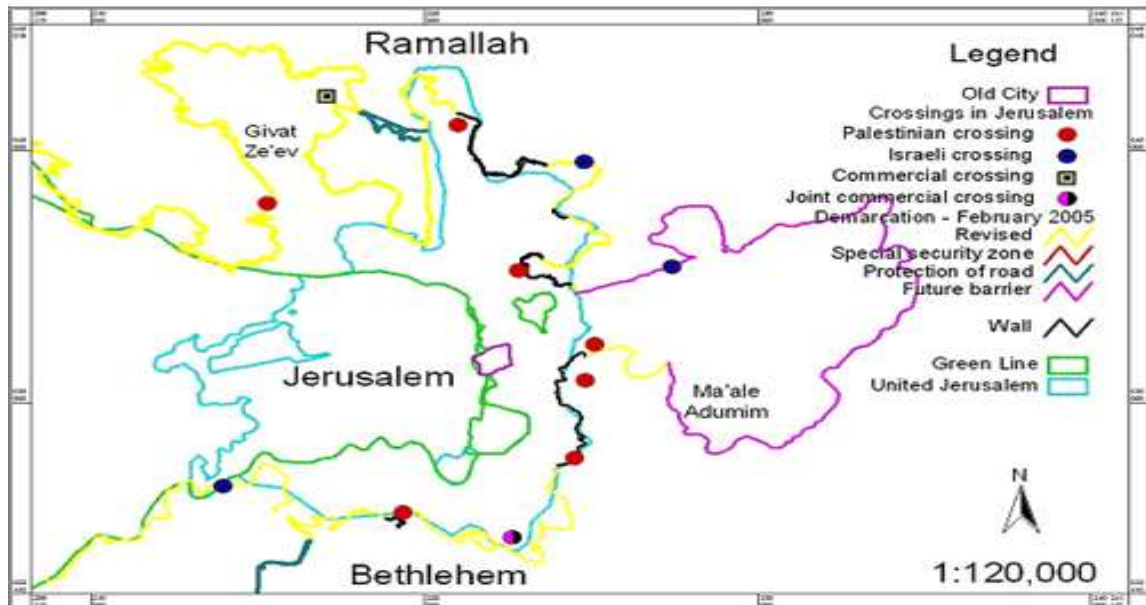 Ramallah
Givat
Ze'ev
Jerusalem
Ma'ale
Adumim
Bethlehem
Legend
Old City
Crossings in Jerusalem
Palestinian crossing
Israeli crossing
Commercial crossing
Joint commercial crossing
Demarcation - February 2005
Revised
Special security zone
Protection of road
Future barrier
Wall
Green Line
United Jerusalem
N
1:120,000